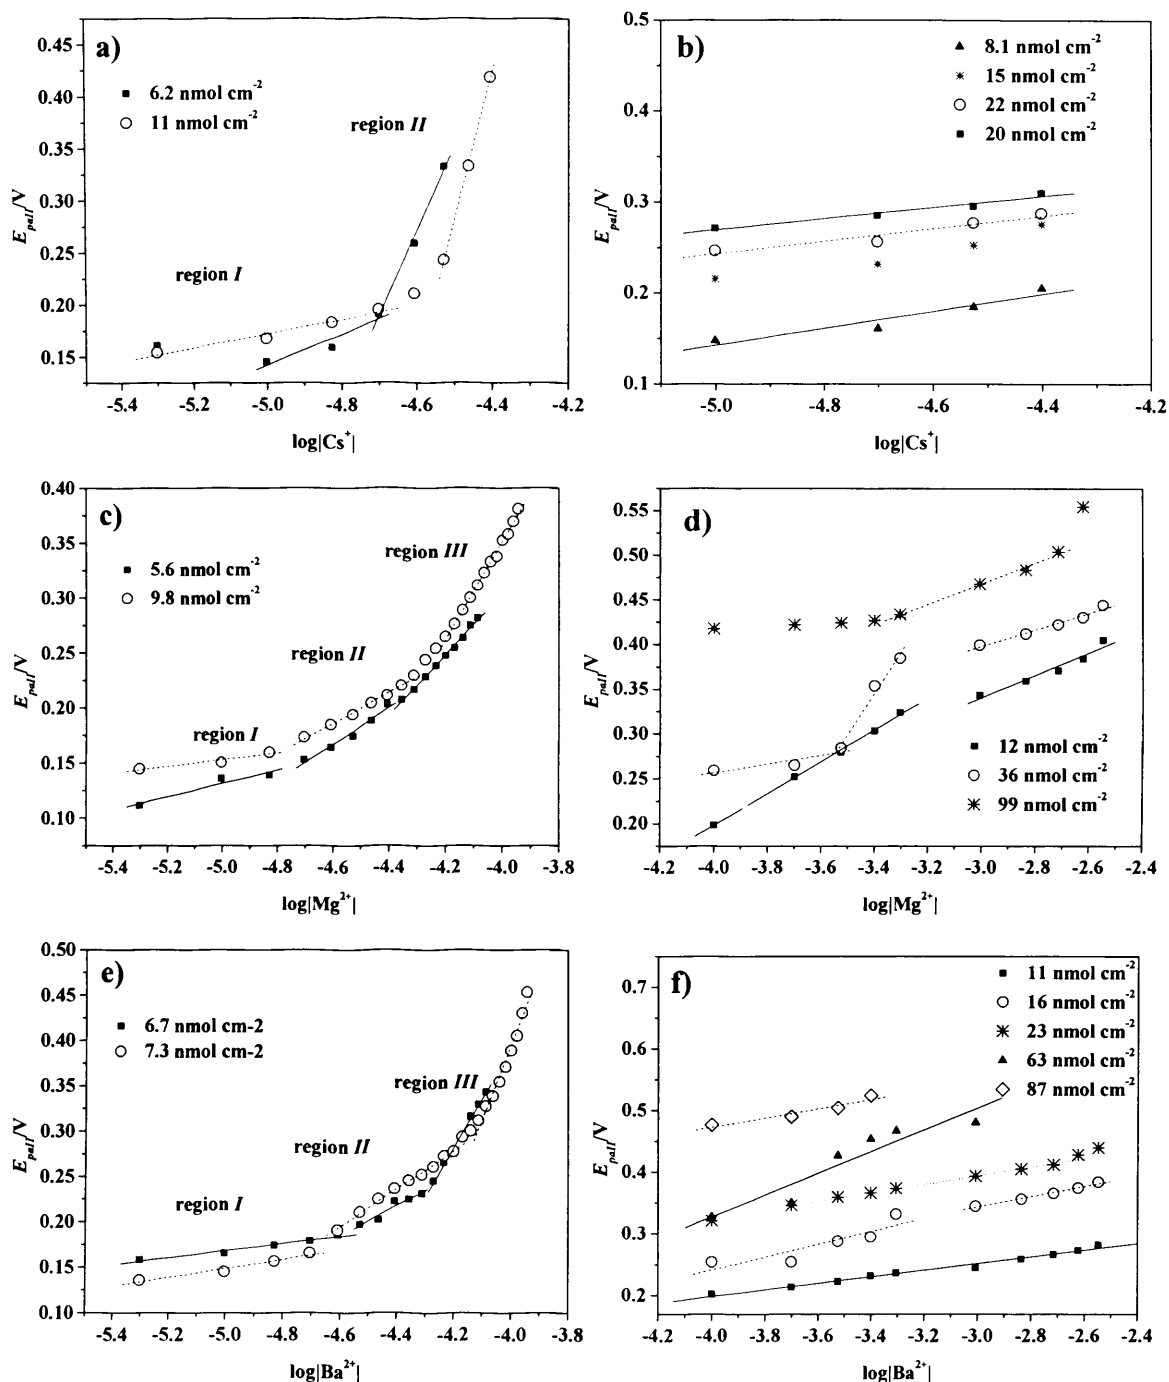 a)
6.2 nmol cm⁻²
11 nmol cm⁻²
region I
region II
E_paII/V
0.45
0.40
0.35
0.30
0.25
0.20
0.15
-5.4 -5.2 -5.0 -4.8 -4.6 -4.4 -4.2
log|Cs⁺|
b)
8.1 nmol cm⁻²
15 nmol cm⁻²
22 nmol cm⁻²
20 nmol cm⁻²
E_paII/V
0.5
0.4
0.3
0.2
0.1
-5.0 -4.8 -4.6 -4.4 -4.2
log|Cs⁺|
c)
5.6 nmol cm⁻²
9.8 nmol cm⁻²
region I
region II
region III
E_paII/V
0.40
0.35
0.30
0.25
0.20
0.15
0.10
-5.4 -5.2 -5.0 -4.8 -4.6 -4.4 -4.2 -4.0 -3.8
log|Mg²⁺|
d)
12 nmol cm⁻²
36 nmol cm⁻²
99 nmol cm⁻²
E_paII/V
0.55
0.50
0.45
0.40
0.35
0.30
0.25
0.20
-4.2 -4.0 -3.8 -3.6 -3.4 -3.2 -3.0 -2.8 -2.6 -2.4
log|Mg²⁺|
e)
6.7 nmol cm-2
7.3 nmol cm-2
region I
region II
region III
E_paII/V
0.50
0.45
0.40
0.35
0.30
0.25
0.20
0.15
0.10
-5.4 -5.2 -5.0 -4.8 -4.6 -4.4 -4.2 -4.0 -3.8
log|Ba²⁺|
f)
11 nmol cm⁻²
16 nmol cm⁻²
23 nmol cm⁻²
63 nmol cm⁻²
87 nmol cm⁻²
E_paII/V
0.7
0.6
0.5
0.4
0.3
0.2
-4.2 -4.0 -3.8 -3.6 -3.4 -3.2 -3.0 -2.8 -2.6 -2.4
log|Ba²⁺|